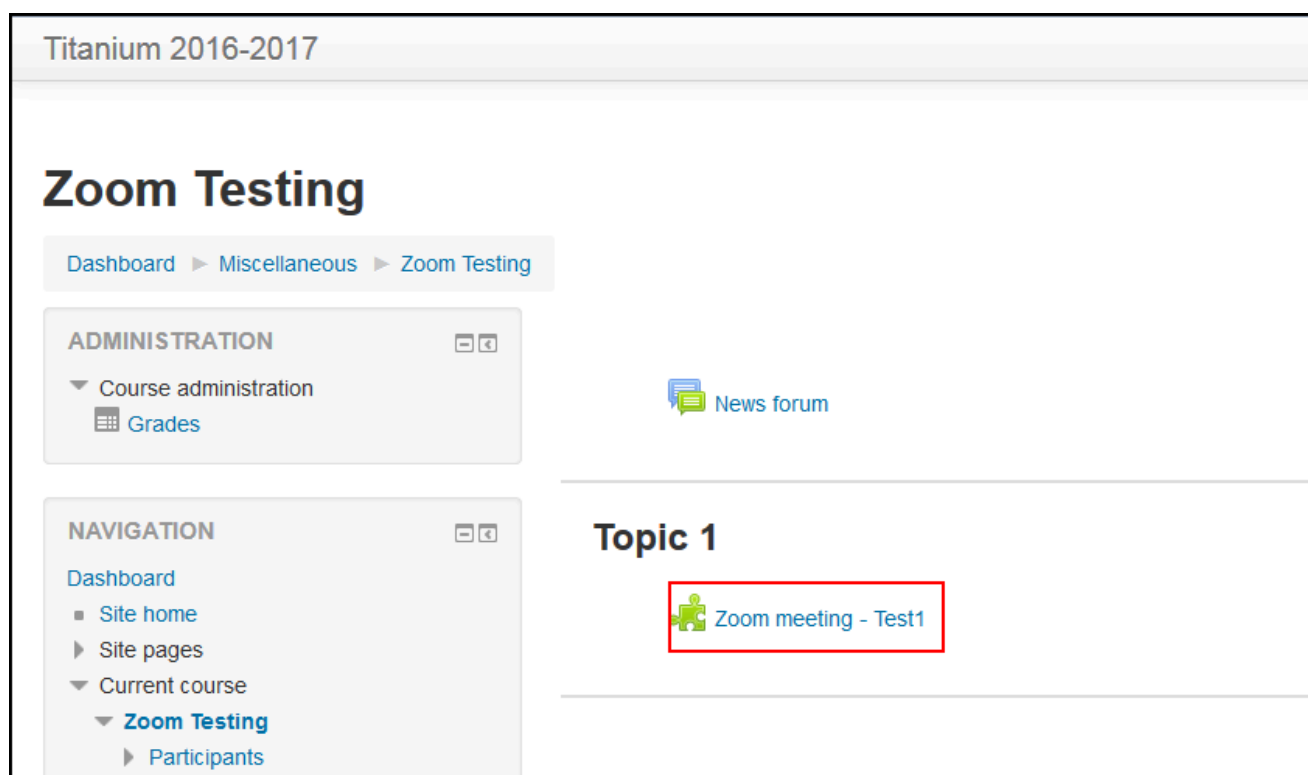 Titanium 2016-2017
Zoom Testing
Dashboard Miscellaneous Zoom Testing
ADMINISTRATION
Course administration
Grades
NAVIGATION
Dashboard
Site home
Site pages
Current course
Zoom Testing
Participants
News forum
Topic 1
Zoom meeting - Test1